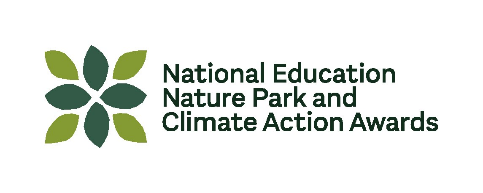 National Education
Nature Park and
Climate Action Awards